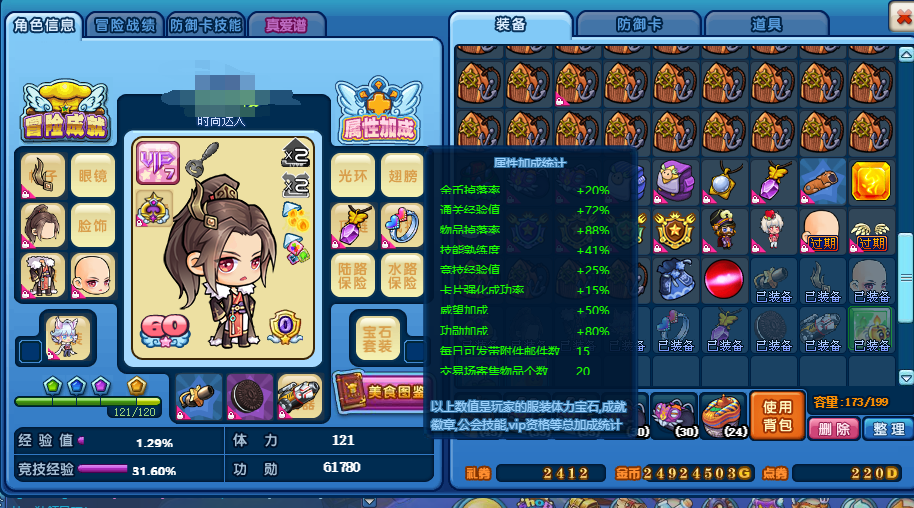 角色信息
冒险战绩
防御卡技能
真爱谱
装备
防御卡
道具
时尚达人
冒险成就
属性加成
VIP
7
×2
×2
眼镜
光环
翅膀
脸饰
陆路
保险
水路
保险
60
0
宝石
套装
121/120
美食图鉴
经验值
1.29%
体力
121
竞技经验
31.60%
功勋
61780
属性加成统计
金币掉落率 +20%
通关经验值 +72%
物品掉落率 +88%
技能熟练度 +41%
竞技经验值 +25%
卡片强化成功率 +15%
威望加成 +50%
功勋加成 +80%
每日可发带附件邮件数 15
交易场寄售物品个数 20
以上数值是玩家的服装体力宝石,成就
徽章,公会技能,vip资格等总加成统计
过期
过期
已装备
已装备
已装备
已装备
已装备
已装备
已装备
已装备
(30)
(24)
使用
背包
容量:173/199
删除
整理
礼券
2412
金币
24924503G
点券
220D